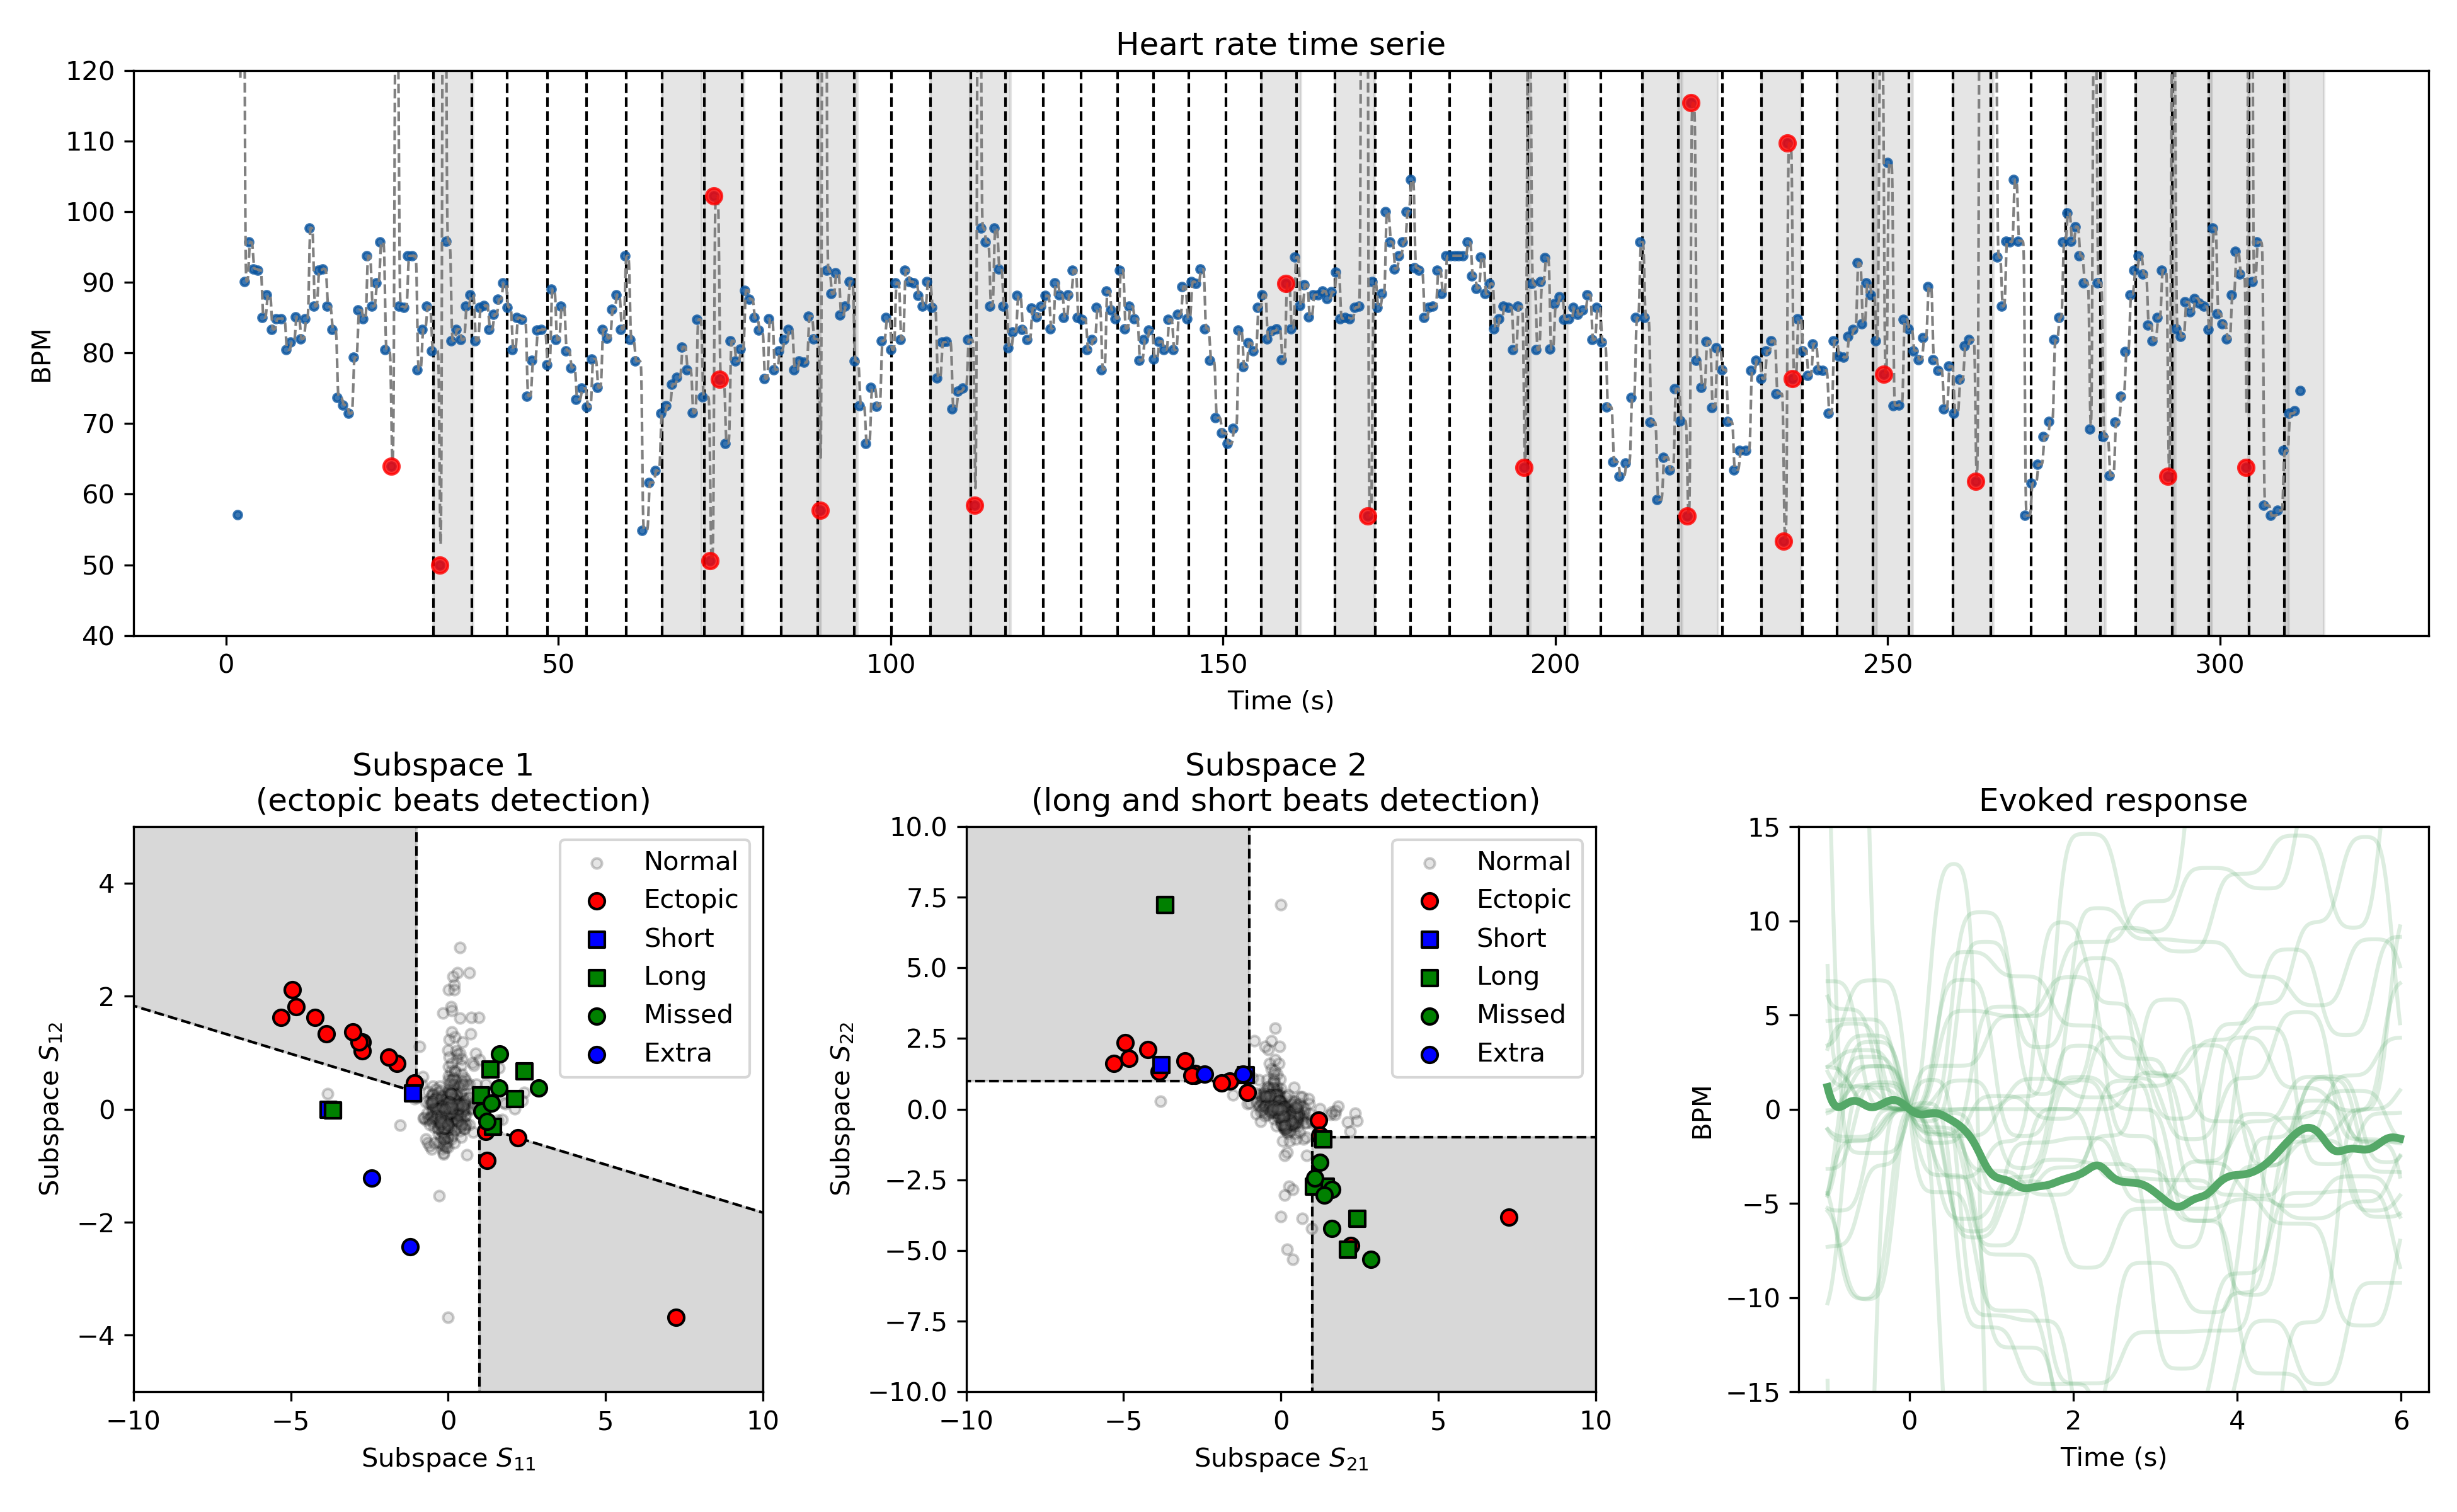 Heart rate time serie
120
110
100
90
80
70
60
50
40
BPM
0
50
100
150
200
250
300
Time (s)
Subspace 1
(ectopic beats detection)
4
2
0
−2
−4
Subspace S₁₂
Normal
Ectopic
Short
Long
Missed
Extra
−10
−5
0
5
10
Subspace S₁₁
Subspace 2
(long and short beats detection)
10.0
7.5
5.0
2.5
0.0
−2.5
−5.0
−7.5
−10.0
Subspace S₂₂
Normal
Ectopic
Short
Long
Missed
Extra
−10
−5
0
5
10
Subspace S₂₁
Evoked response
15
10
5
0
−5
−10
−15
BPM
0
2
4
6
Time (s)